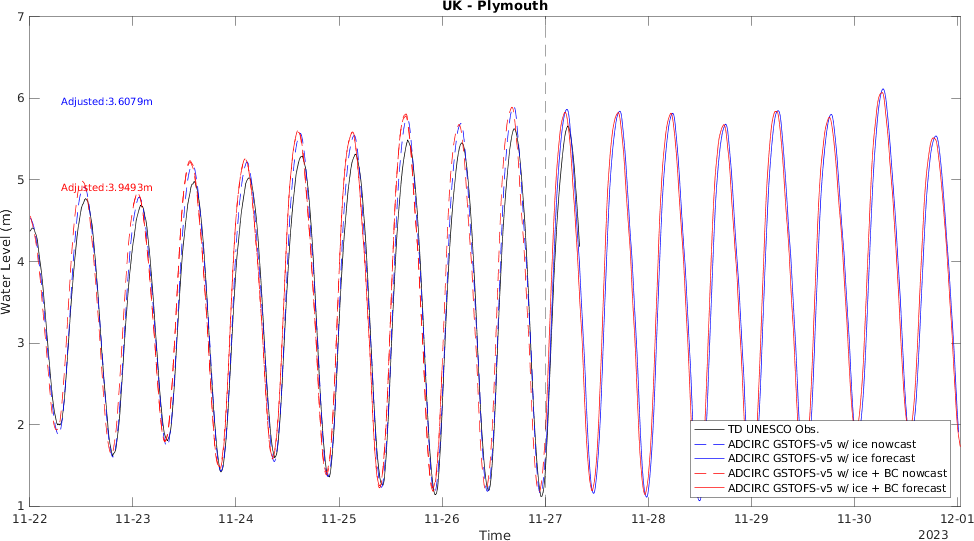 UK - Plymouth
7
6
5
4
3
2
1
Water Level (m)
Adjusted:3.6079m
Adjusted:3.9493m
TD UNESCO Obs.
ADCIRC GSTOFS-v5 w/ ice nowcast
ADCIRC GSTOFS-v5 w/ ice forecast
ADCIRC GSTOFS-v5 w/ ice + BC nowcast
ADCIRC GSTOFS-v5 w/ ice + BC forecast
11-22 11-23 11-24 11-25 11-26 11-27 11-28 11-29 11-30 12-01
Time
2023